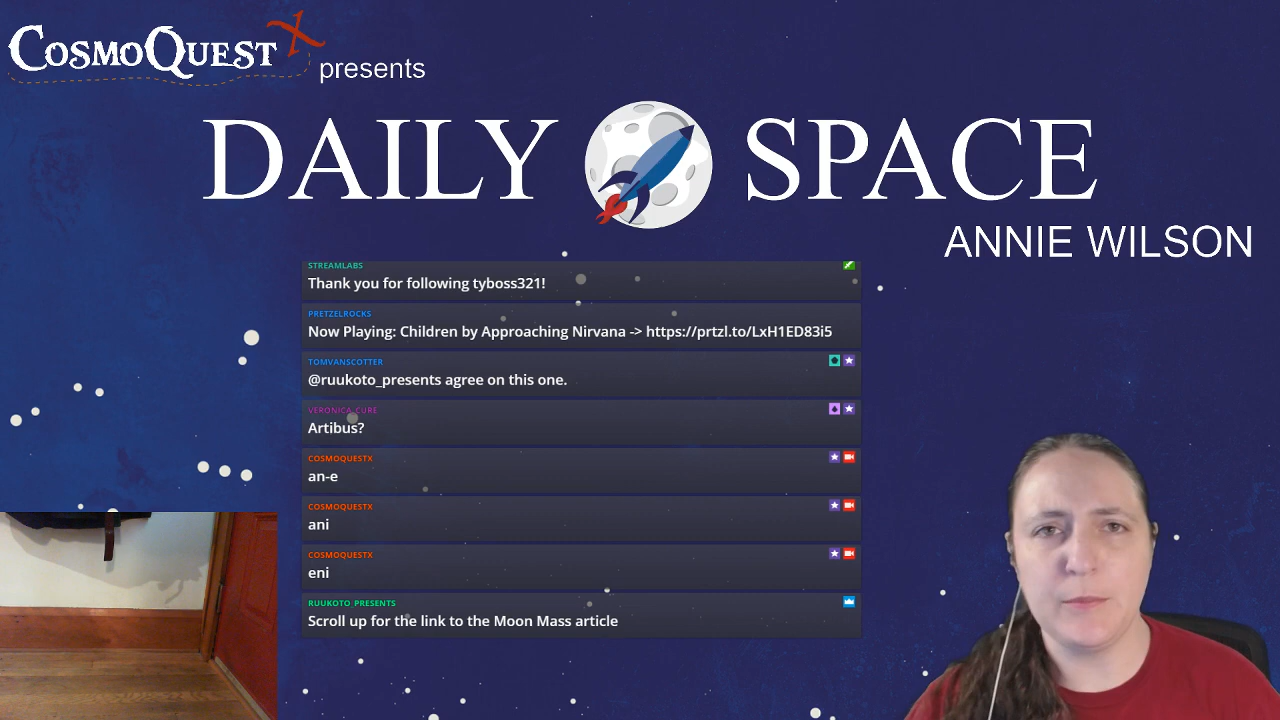 COSMOQUESTX
presents
DAILY SPACE
ANNIE WILSON
STREAMLABS
Thank you for following tyboss321!
PRETZELROCKS
Now Playing: Children by Approaching Nirvana -> https://prtzl.to/LxH1ED83i5
TOMVANSCOTTER
@ruukoto_presents agree on this one.
VERONICA_CURE
Artibus?
COSMOQUESTX
an-e
COSMOQUESTX
ani
COSMOQUESTX
eni
RUUKOTO_PRESENTS
Scroll up for the link to the Moon Mass article